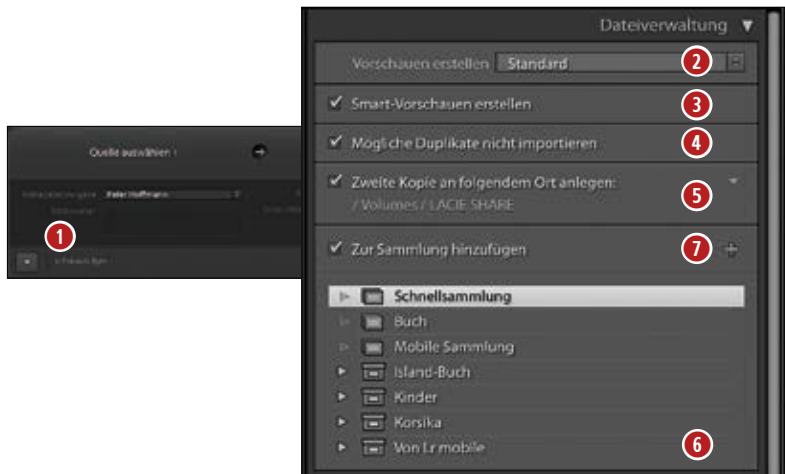 Quelle auswählen
Peter Hoffmann
1
Dateiverwaltung
Vorschauen erstellen Standard 2
Smart-Vorschauen erstellen 3
Mögliche Duplikate nicht importieren 4
Zweite Kopie an folgendem Ort anlegen: 5
/ Volumes / LACIE SHARE
Zur Sammlung hinzufügen 7
Schnellsammlung
Buch
Mobile Sammlung
Island-Buch
Kinder
Korsika
Von Lr mobile 6